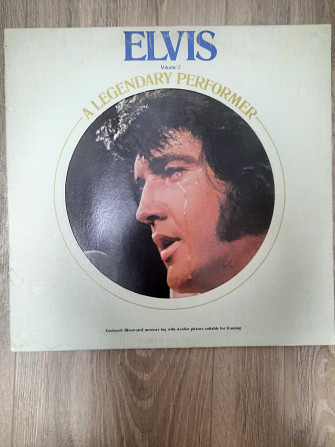 ELVIS
Volume 2
A LEGENDARY PERFORMER
Enclosed: Illustrated memory log with 4-color picture suitable for framing